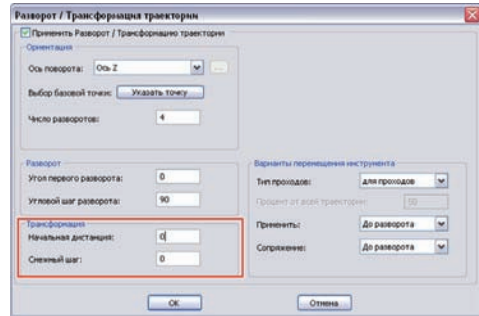 Разворот / Трансформация траектории
Применить Разворот / Трансформацию траектории
Ориентация
Ось поворота: Ось Z ...
Выбор базовой точки: Указать точку
Число разворотов: 4
Разворот
Угол первого разворота: 0
Угловой шаг разворота: 90
Трансформация
Начальная дистанция: 0
Смежный шаг: 0
Варианты перемещения инструмента
Тип проходов: для проходов
Процент от всей траектории: 50
Применить: До разворота
Сопряжение: До разворота
OK
Отмена